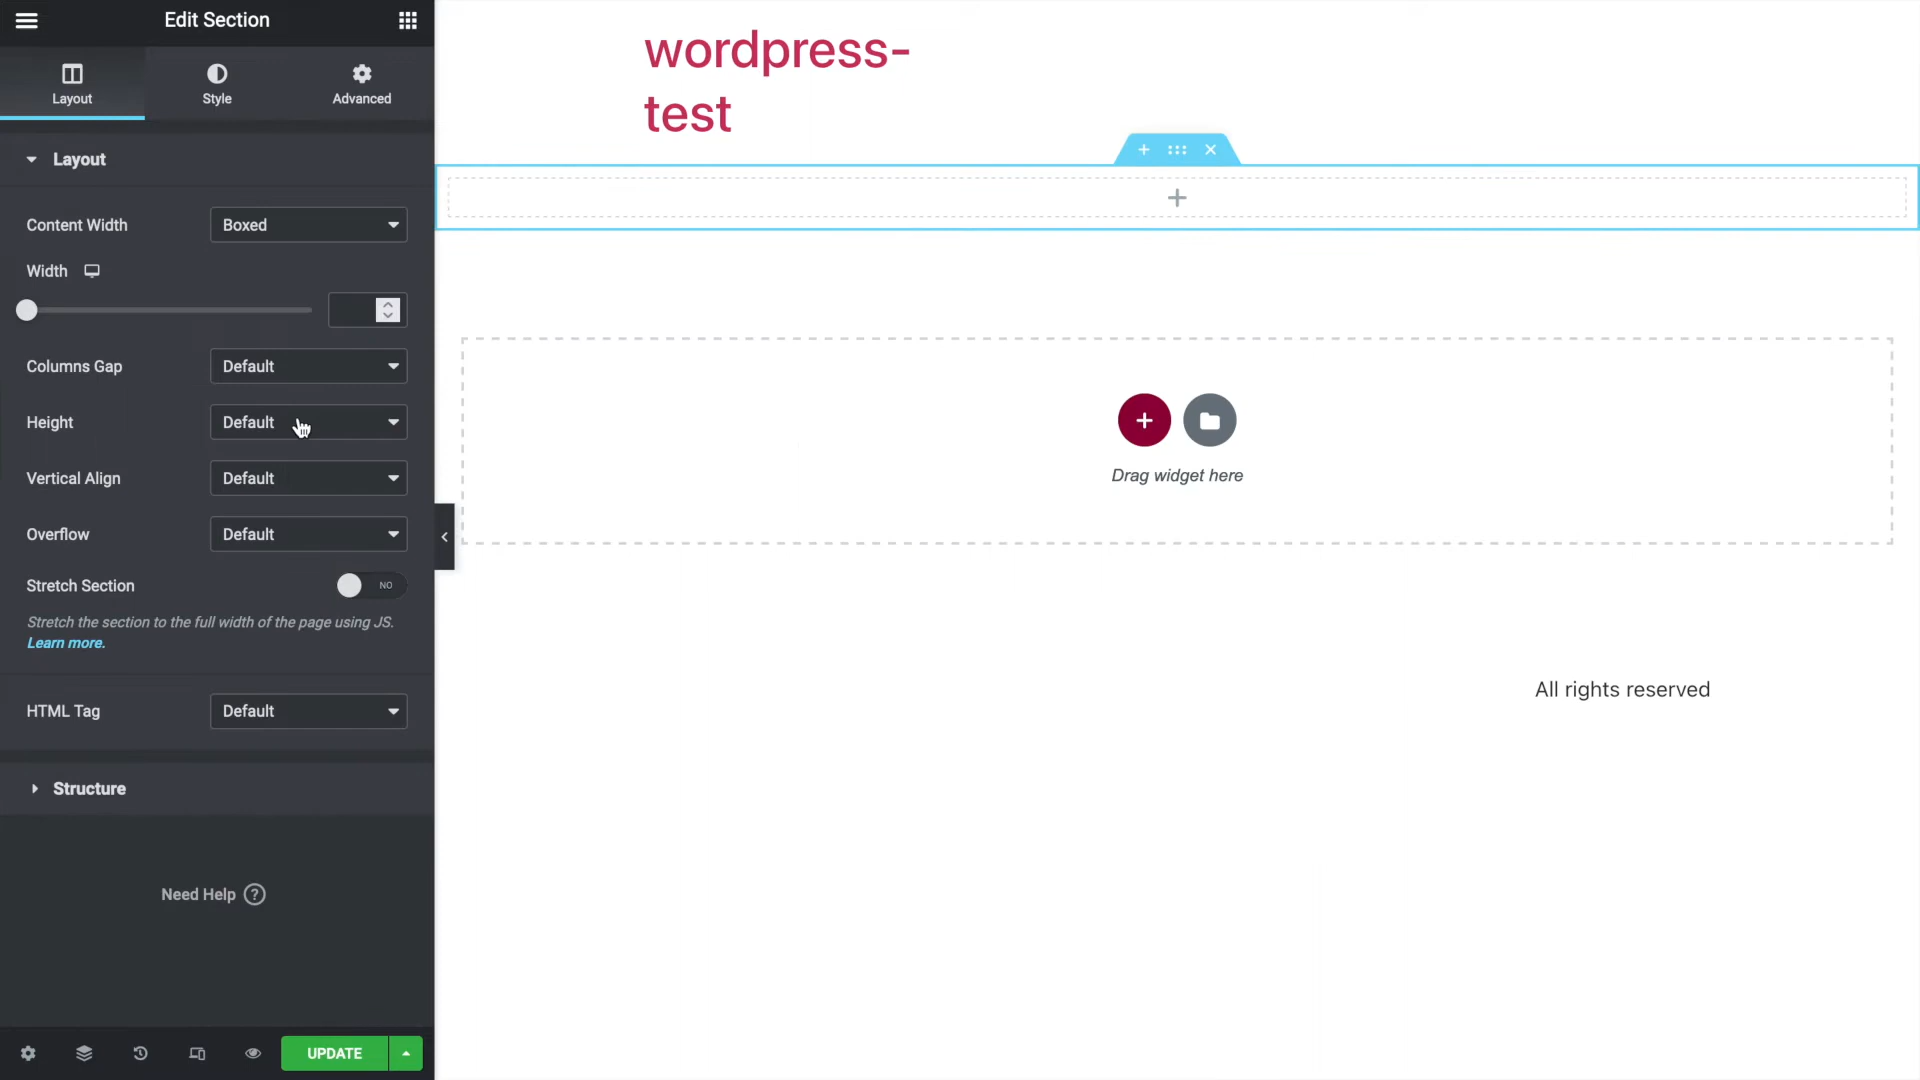 Edit Section
Layout
Style
Advanced
Layout
Content Width
Boxed
Width
Columns Gap
Default
Height
Default
Vertical Align
Default
Overflow
Default
Stretch Section
NO
Stretch the section to the full width of the page using JS.
Learn more.
HTML Tag
Default
Structure
Need Help ?
UPDATE
wordpress-
test
Drag widget here
All rights reserved